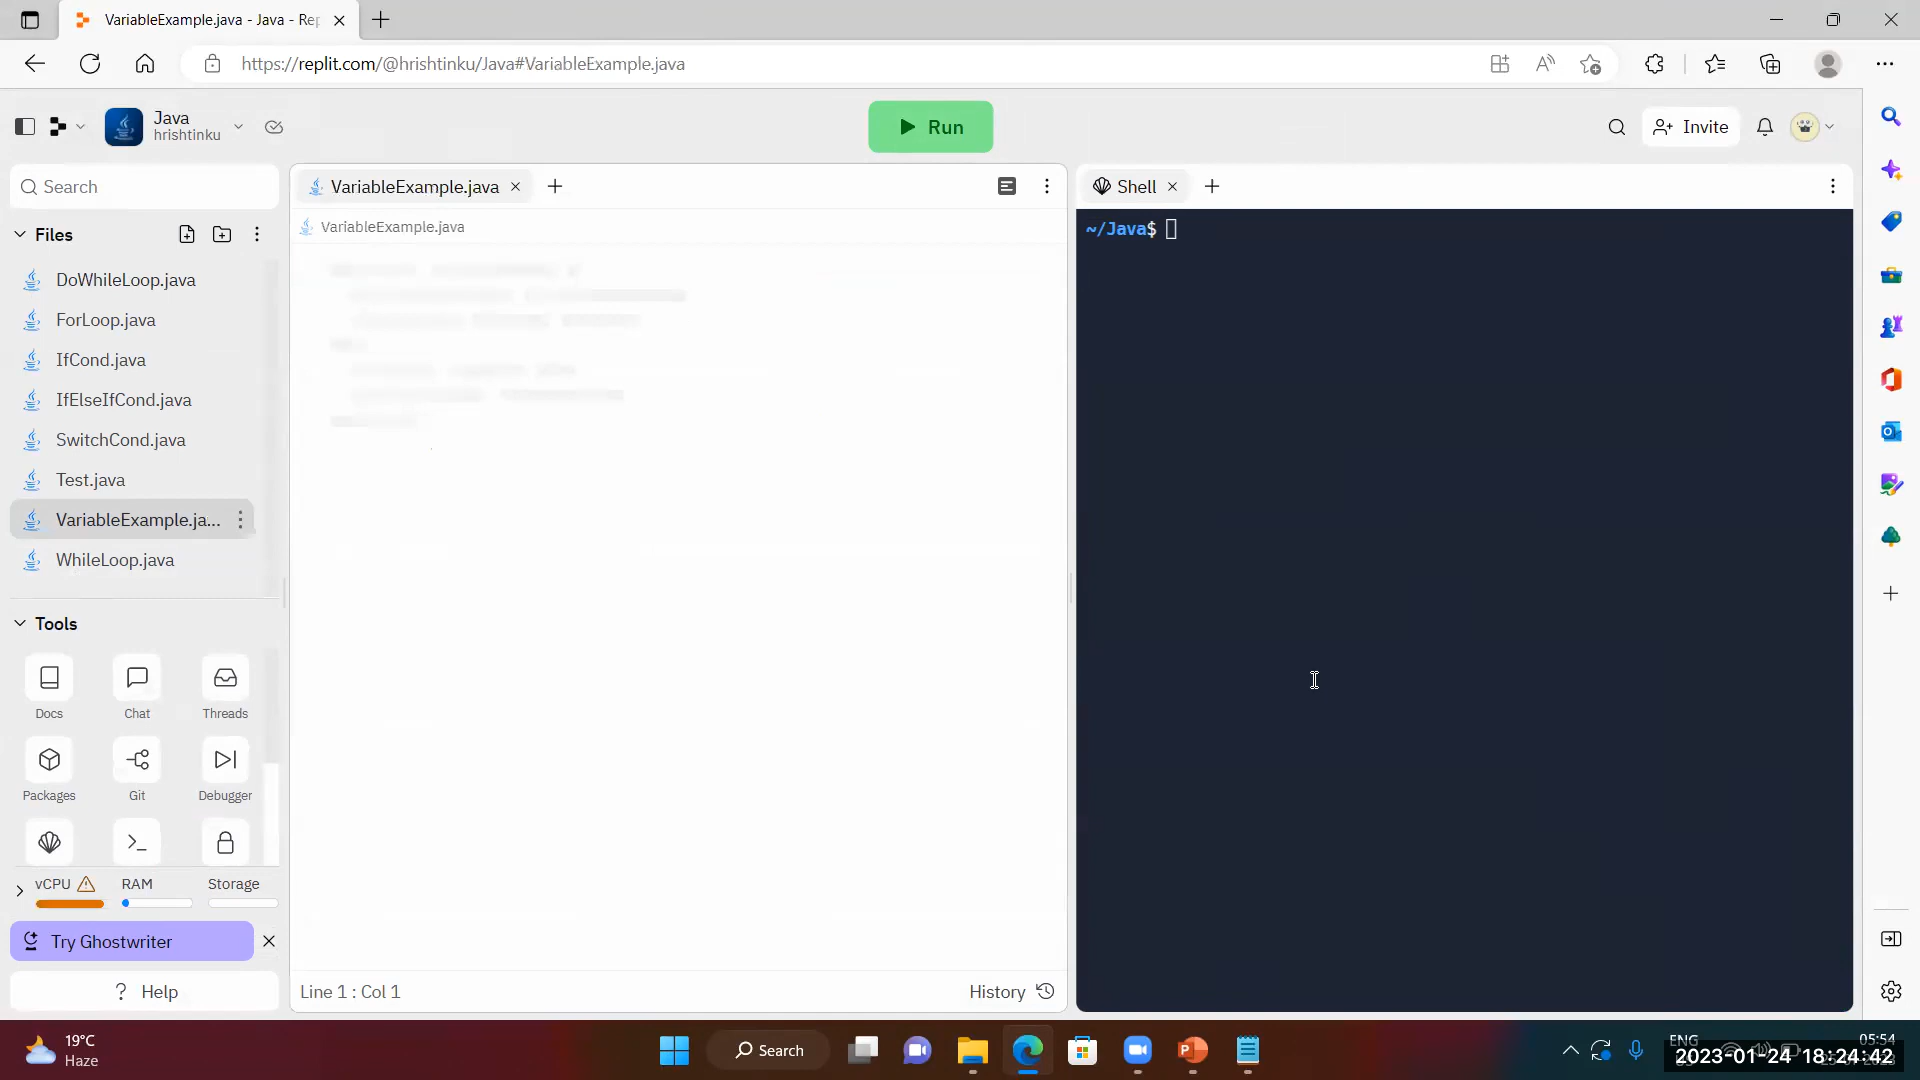 VariableExample.java - Java - Rep
https://replit.com/@hrishtinku/Java#VariableExample.java
Java
hrishtinku
Run
Invite
Search
VariableExample.java
Shell
Files
VariableExample.java
~/Java$
DoWhileLoop.java
ForLoop.java
IfCond.java
IfElseIfCond.java
SwitchCond.java
Test.java
VariableExample.ja...
WhileLoop.java
Tools
Docs Chat Threads
Packages Git Debugger
vCPU RAM Storage
Try Ghostwriter
Help
Line 1 : Col 1
History
19°C
Haze
Search
ENG
05:54
2023-01-24 18:24:42